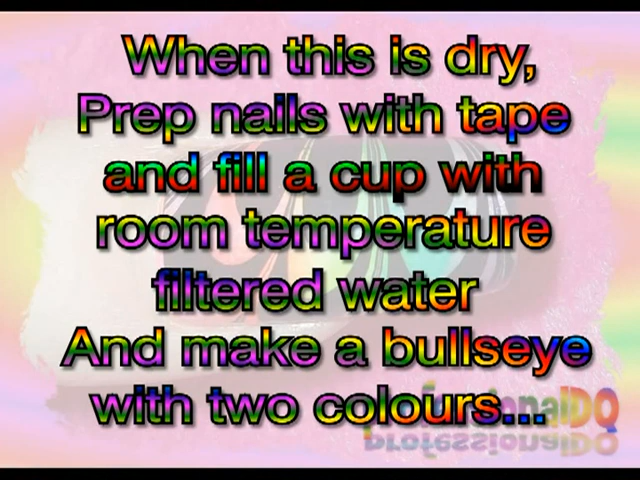 When this is dry,
Prep nails with tape
and fill a cup with
room temperature
filtered water
And make a bullseye
with two colours...
professionalDQ